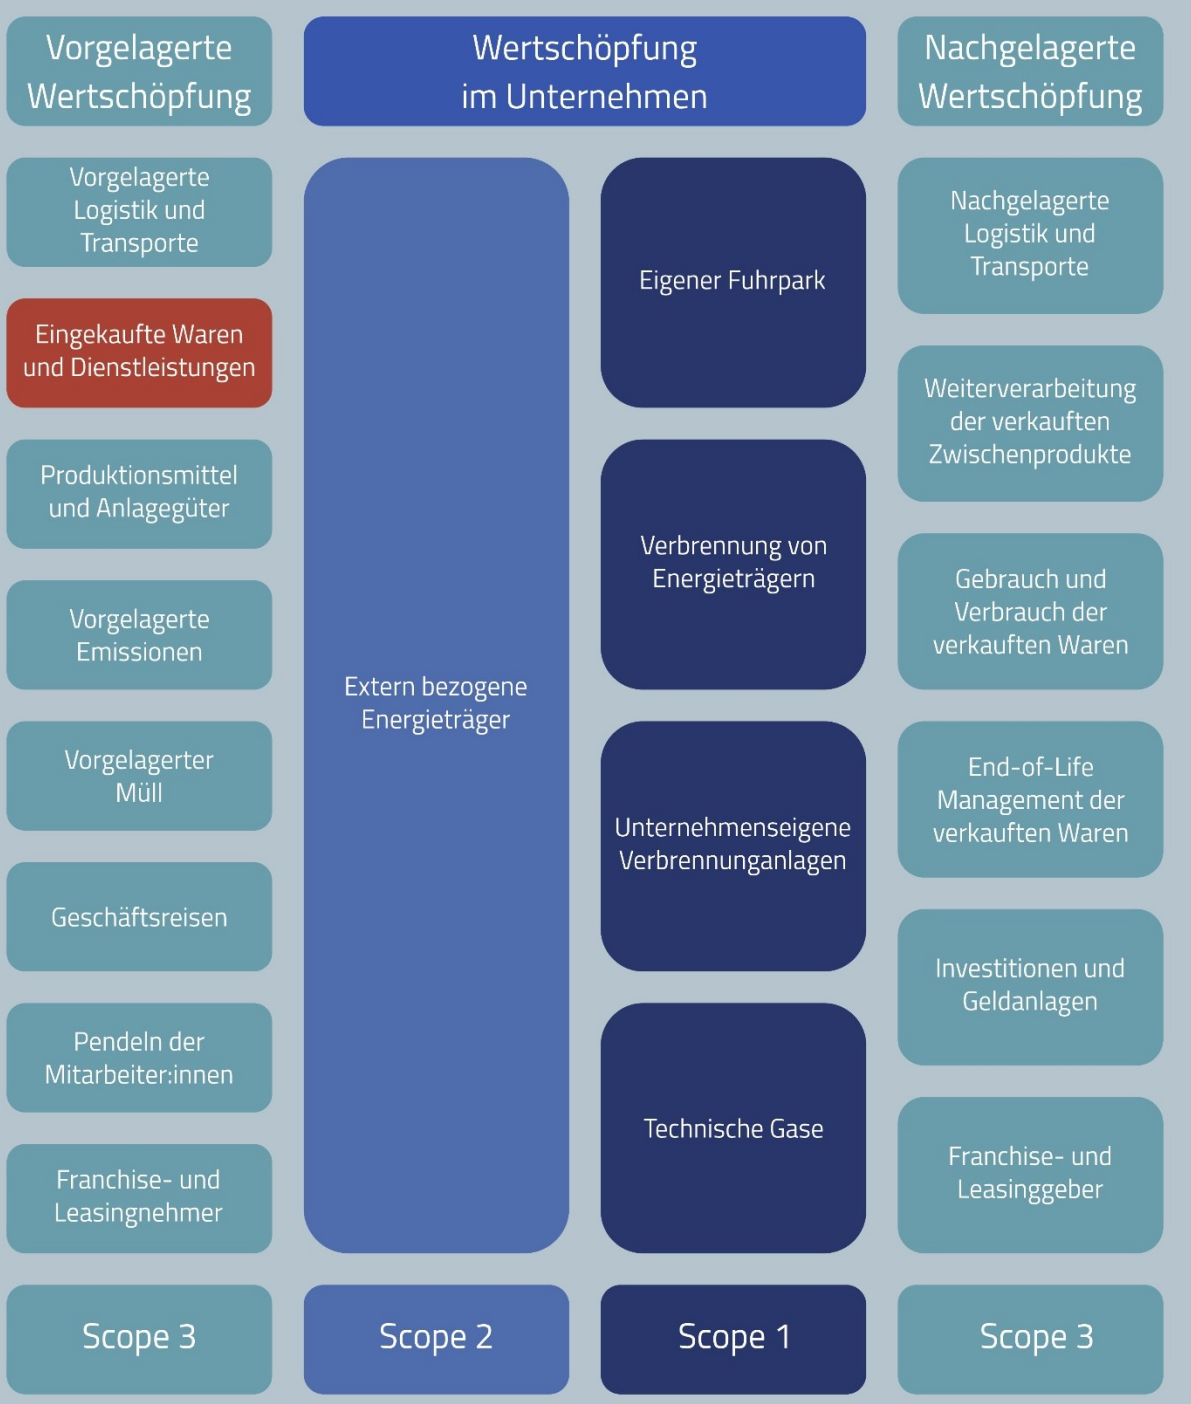 Vorgelagerte
Wertschöpfung
Wertschöpfung
im Unternehmen
Nachgelagerte
Wertschöpfung
Vorgelagerte
Logistik und
Transporte
Eingekaufte Waren
und Dienstleistungen
Produktionsmittel
und Anlagegüter
Vorgelagerte
Emissionen
Vorgelagerter
Müll
Geschäftsreisen
Pendeln der
Mitarbeiter:innen
Franchise- und
Leasingnehmer
Scope 3
Extern bezogene
Energieträger
Scope 2
Eigener Fuhrpark
Verbrennung von
Energieträgern
Unternehmenseigene
Verbrennunganlagen
Technische Gase
Scope 1
Nachgelagerte
Logistik und
Transporte
Weiterverarbeitung
der verkauften
Zwischenprodukte
Gebrauch und
Verbrauch der
verkauften Waren
End-of-Life
Management der
verkauften Waren
Investitionen und
Geldanlagen
Franchise- und
Leasinggeber
Scope 3